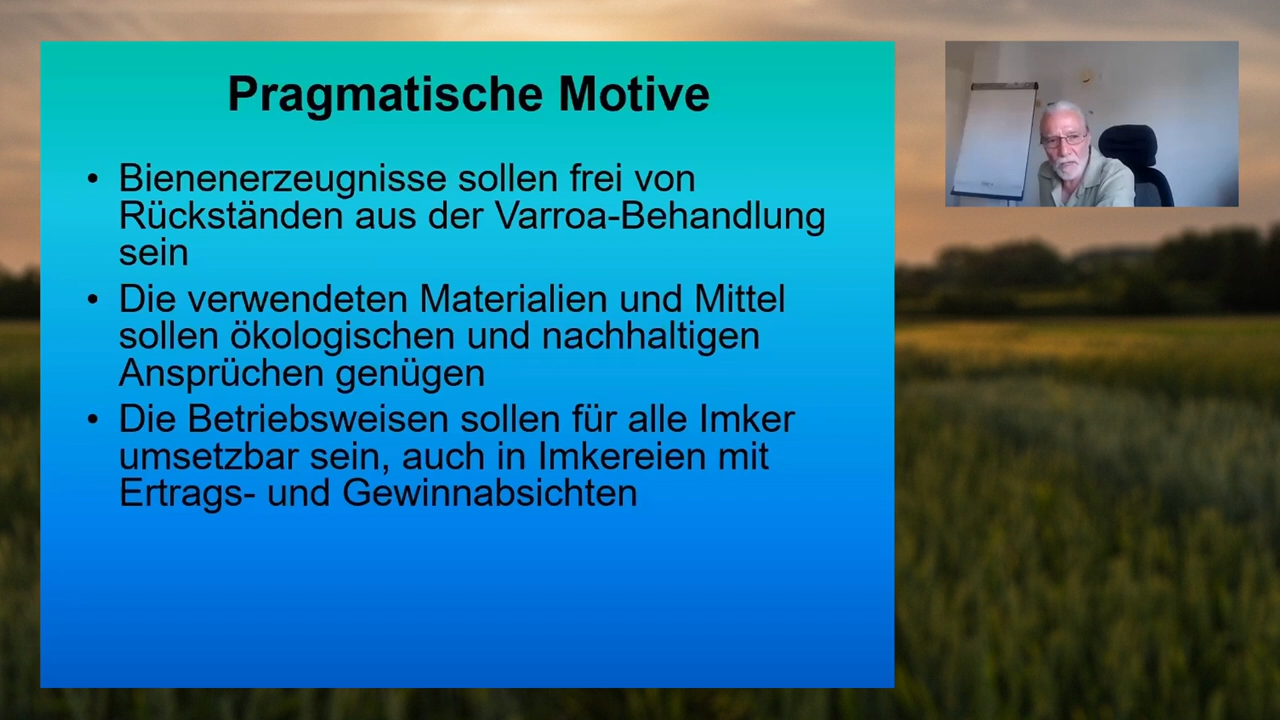 Pragmatische Motive
• Bienenerzeugnisse sollen frei von
Rückständen aus der Varroa-Behandlung
sein
• Die verwendeten Materialien und Mittel
sollen ökologischen und nachhaltigen
Ansprüchen genügen
• Die Betriebsweisen sollen für alle Imker
umsetzbar sein, auch in Imkereien mit
Ertrags- und Gewinnabsichten